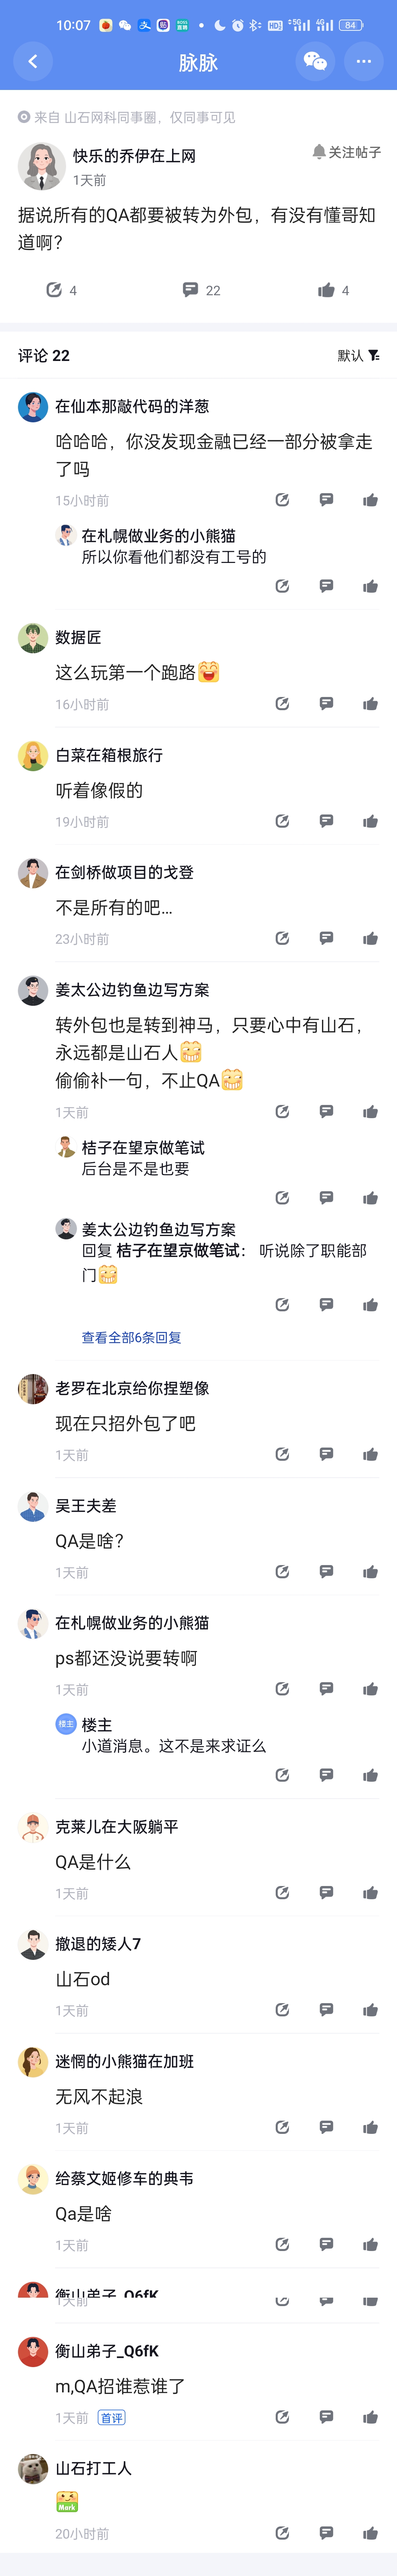 10:07
84
脉脉
来自 山石网科同事圈，仅同事可见
快乐的乔伊在上网
关注帖子
1天前
据说所有的QA都要被转为外包，有没有懂哥知
道啊？
4
22
4
评论 22
默认
在仙本那敲代码的洋葱
哈哈哈，你没发现金融已经一部分被拿走
了吗
15小时前
在札幌做业务的小熊猫
所以你看他们都没有工号的
数据匠
这么玩第一个跑路
16小时前
白菜在箱根旅行
听着像假的
19小时前
在剑桥做项目的戈登
不是所有的吧...
23小时前
姜太公边钓鱼边写方案
转外包也是转到神马，只要心中有山石，
永远都是山石人
偷偷补一句，不止QA
1天前
桔子在望京做笔试
后台是不是也要
姜太公边钓鱼边写方案
回复 桔子在望京做笔试： 听说除了职能部
门
查看全部6条回复
老罗在北京给你捏塑像
现在只招外包了吧
1天前
吴王夫差
QA是啥？
1天前
在札幌做业务的小熊猫
ps都还没说要转啊
1天前
楼主
楼主
小道消息。这不是来求证么
克莱儿在大阪躺平
QA是什么
1天前
撤退的矮人7
山石od
1天前
迷惘的小熊猫在加班
无风不起浪
1天前
给蔡文姬修车的典韦
Qa是啥
1天前
衡山弟子_Q6fK
1天前
衡山弟子_Q6fK
m,QA招谁惹谁了
1天前 首评
山石打工人
Mark
20小时前